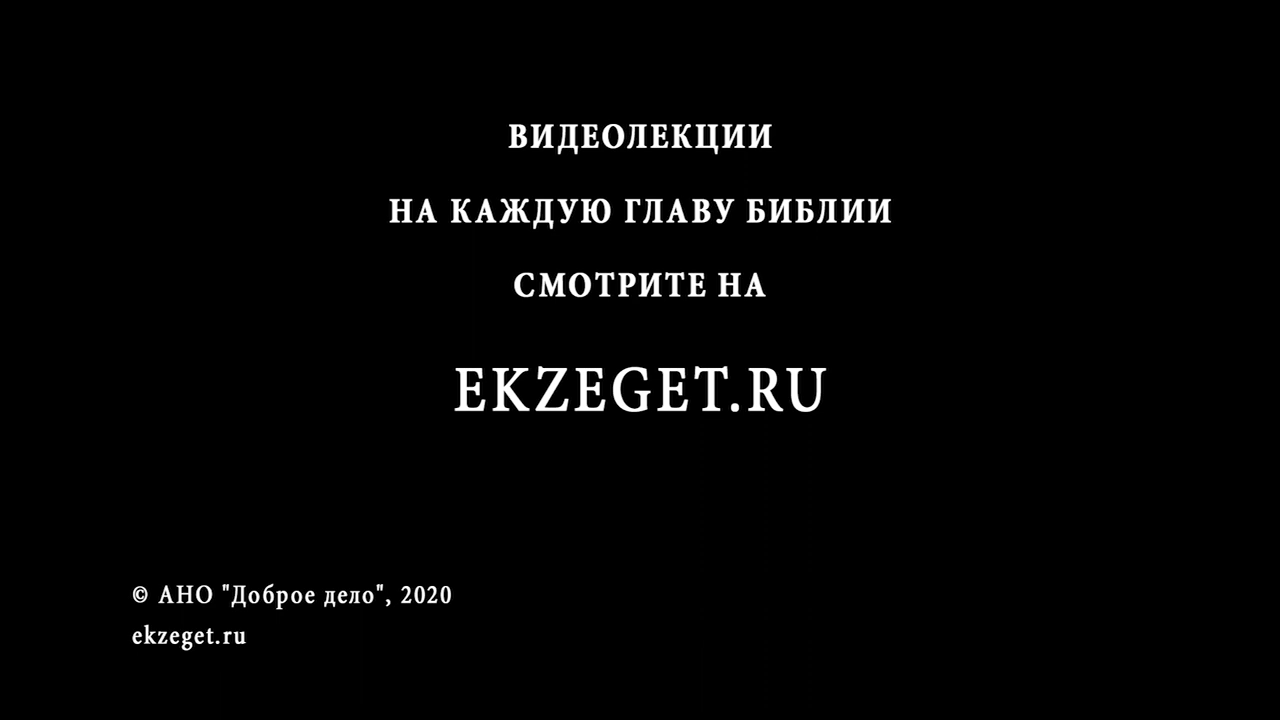 ВИДЕОЛЕКЦИИ
НА КАЖДУЮ ГЛАВУ БИБЛИИ
СМОТРИТЕ НА
EKZEGET.RU
© АНО "Доброе дело", 2020
ekzeget.ru